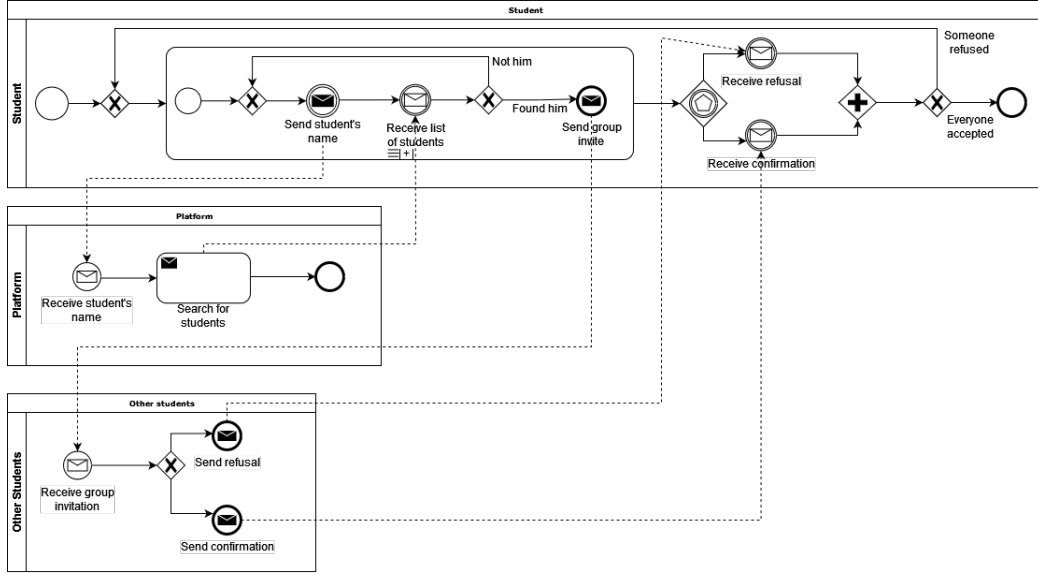 Student
Student
Someone
refused
Not him
Found him
Send student's
name
Receive list
of students
Send group
invite
Receive refusal
Receive confirmation
Everyone
accepted
Platform
Platform
Receive student's
name
Search for
students
Other students
Other Students
Receive group
invitation
Send refusal
Send confirmation